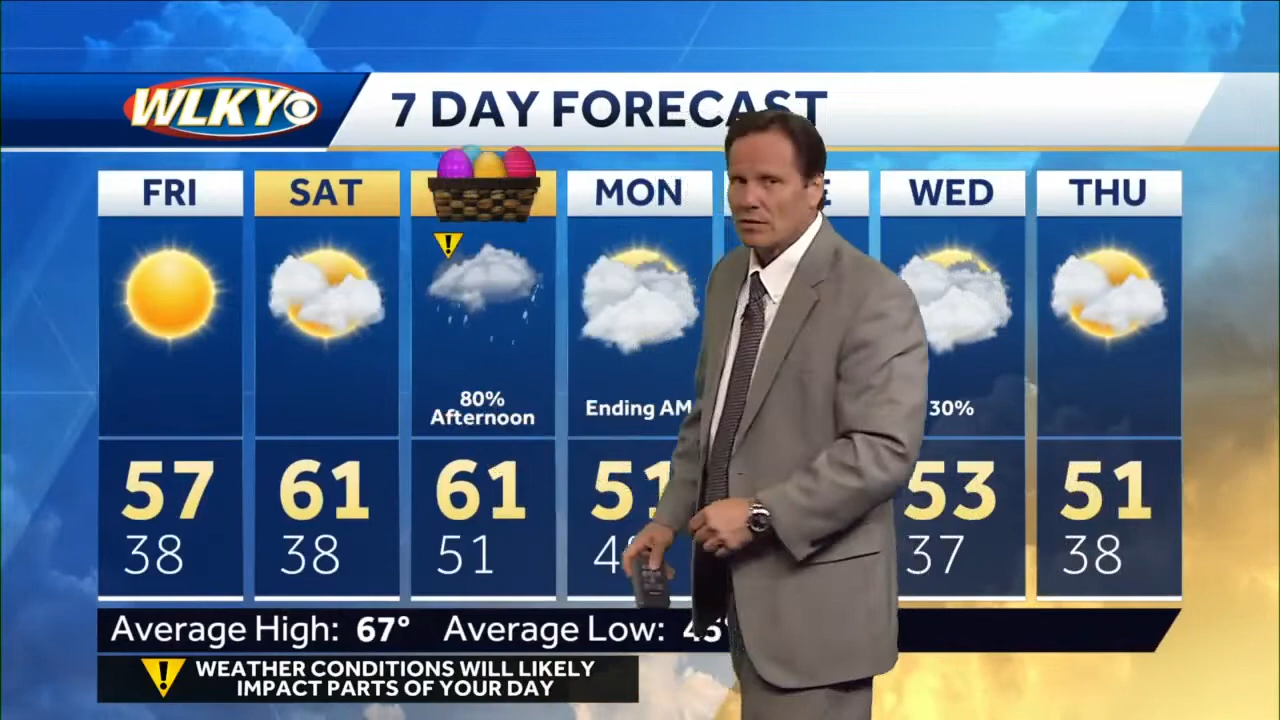 WLKY
7 DAY FORECAST
FRI
SAT
MON
WED
THU
!
80%
Afternoon
Ending AM
30%
57
61
61
51
53
51
38
38
51
37
38
Average High: 67° Average Low:
! WEATHER CONDITIONS WILL LIKELY
IMPACT PARTS OF YOUR DAY